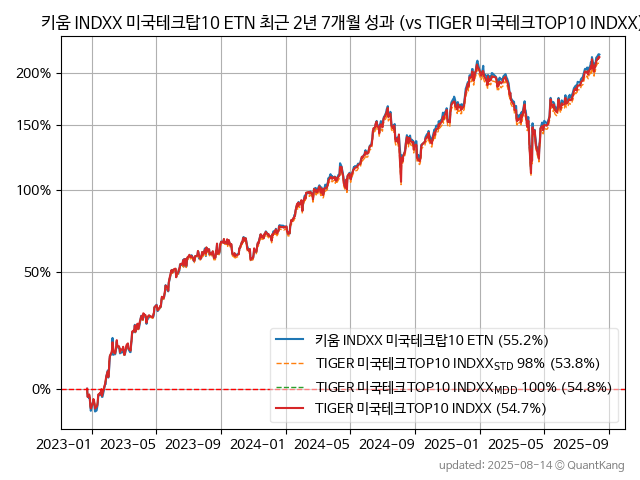 키움 INDXX 미국테크탑10 ETN 최근 2년 7개월 성과 (vs TIGER 미국테크TOP10 INDXX)
200%
150%
100%
50%
0%
키움 INDXX 미국테크탑10 ETN (55.2%)
TIGER 미국테크TOP10 INDXX STD 98% (53.8%)
TIGER 미국테크TOP10 INDXX MDD 100% (54.8%)
TIGER 미국테크TOP10 INDXX (54.7%)
2023-01 2023-05 2023-09 2024-01 2024-05 2024-09 2025-01 2025-05 2025-09
updated: 2025-08-14 © QuantKang